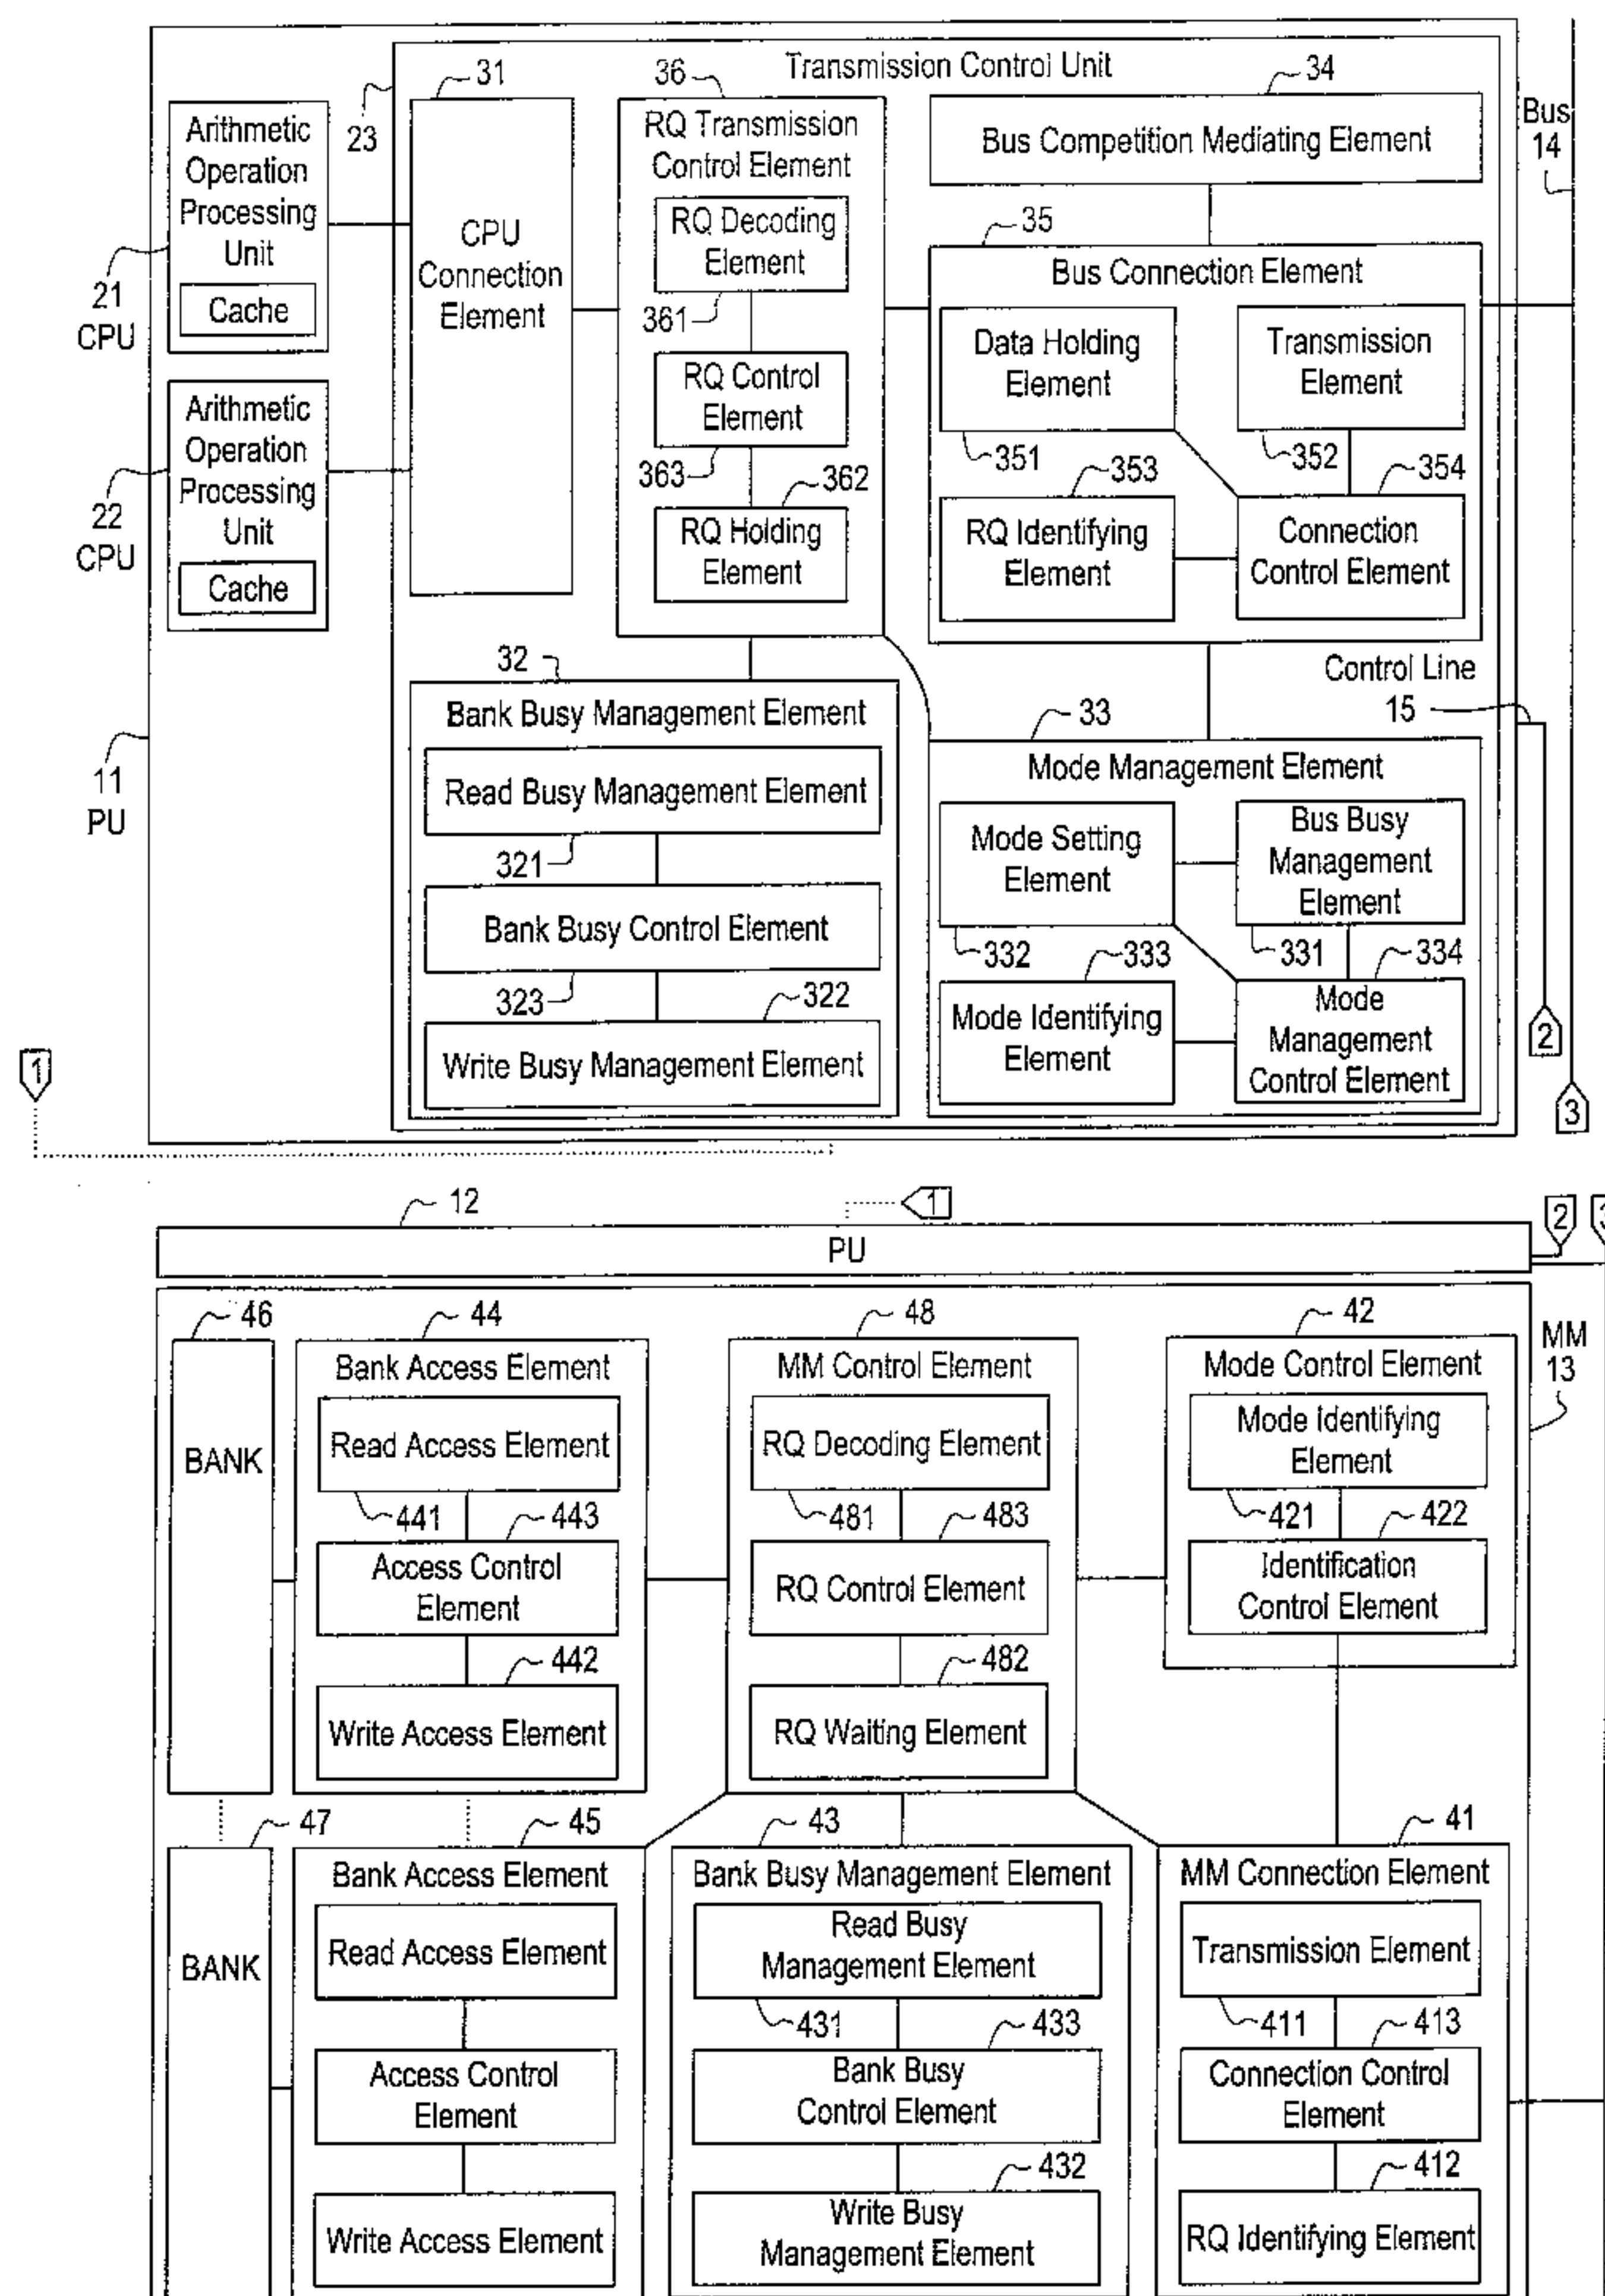 Transmission Control Unit
31
36
34
23
Bus
14
Arithmetic
Operation
Processing
Unit
Cache
21
CPU
Arithmetic
Operation
Processing
Unit
Cache
22
CPU
11
PU
CPU
Connection
Element
RQ Transmission
Control Element
RQ Decoding
Element
361
RQ Control
Element
363
362
RQ Holding
Element
Bus Competition Mediating Element
35
Bus Connection Element
Data Holding
Element
351
Transmission
Element
352
353
354
RQ Identifying
Element
Connection
Control Element
Control Line
15
32
Bank Busy Management Element
Read Busy Management Element
321
Bank Busy Control Element
323
322
Write Busy Management Element
33
Mode Management Element
Mode Setting
Element
332
Bus Busy
Management
Element
331
333
334
Mode Identifying
Element
Mode
Management
Control Element
1
2
3
12
1
2
3
PU
46
44
48
42
MM
13
BANK
Bank Access Element
Read Access Element
441
443
Access Control
Element
442
Write Access Element
MM Control Element
RQ Decoding Element
481
483
RQ Control Element
482
RQ Waiting Element
Mode Control Element
Mode Identifying
Element
421
422
Identification
Control Element
47
45
43
41
BANK
Bank Access Element
Read Access Element
Access Control
Element
Write Access Element
Bank Busy Management Element
Read Busy
Management Element
431
433
Bank Busy
Control Element
432
Write Busy
Management Element
MM Connection Element
Transmission Element
411
413
Connection Control
Element
412
RQ Identifying Element